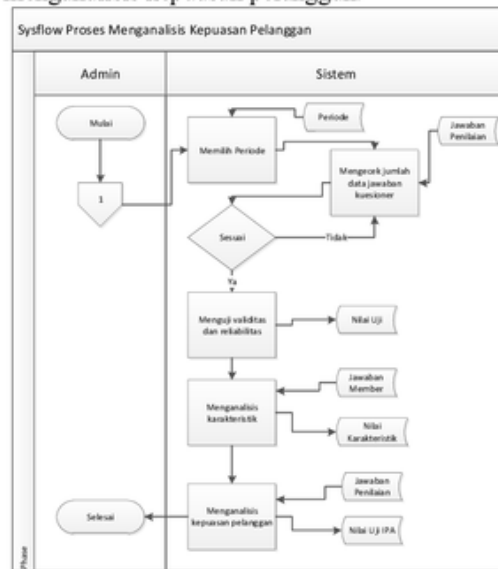 Sysflow Proses Menganalisis Kepuasan Pelanggan
Admin
Sistem
Mulai
Periode
Jawaban
Penilaian
Memilih Periode
Mengecek jumlah
data jawaban
kuesioner
1
Sesuai
Tidak
Ya
Menguji validitas
dan reliabilitas
Nilai Uji
Jawaban
Member
Menganalisis
karakteristik
Nilai
Karakteristik
Jawaban
Penilaian
Selesai
Menganalisis
kepuasan pelanggan
Nilai Uji IPA
Phase